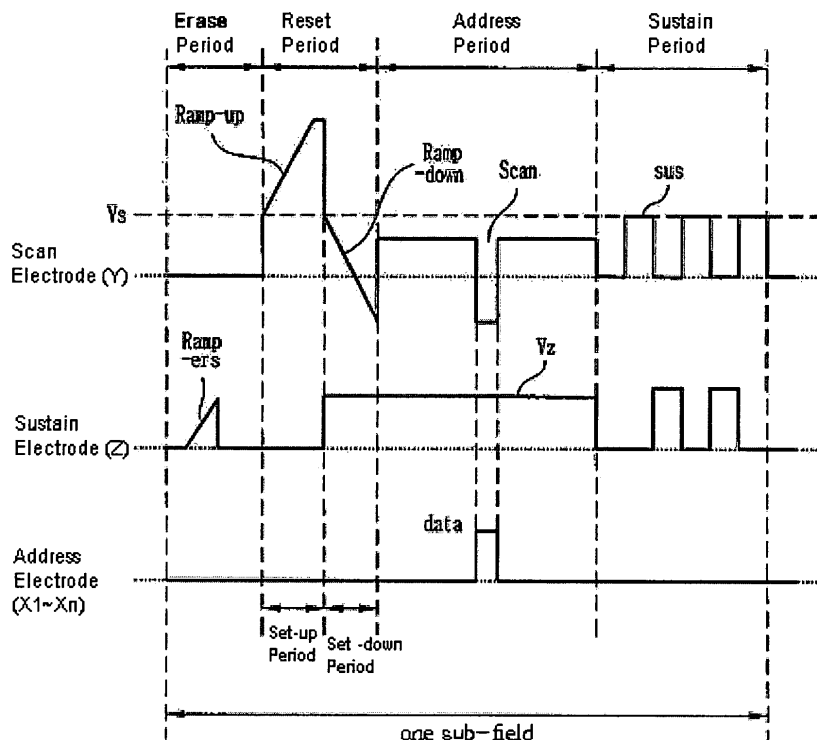 Erase
Period
Reset
Period
Address
Period
Sustain
Period
Ramp-up
Ramp
-down
Scan
sus
Vs
Scan
Electrode (Y)
Ramp
-ers
Vz
Sustain
Electrode (Z)
data
Address
Electrode
(X1~Xn)
Set-up
Period
Set -down
Period
one sub-field